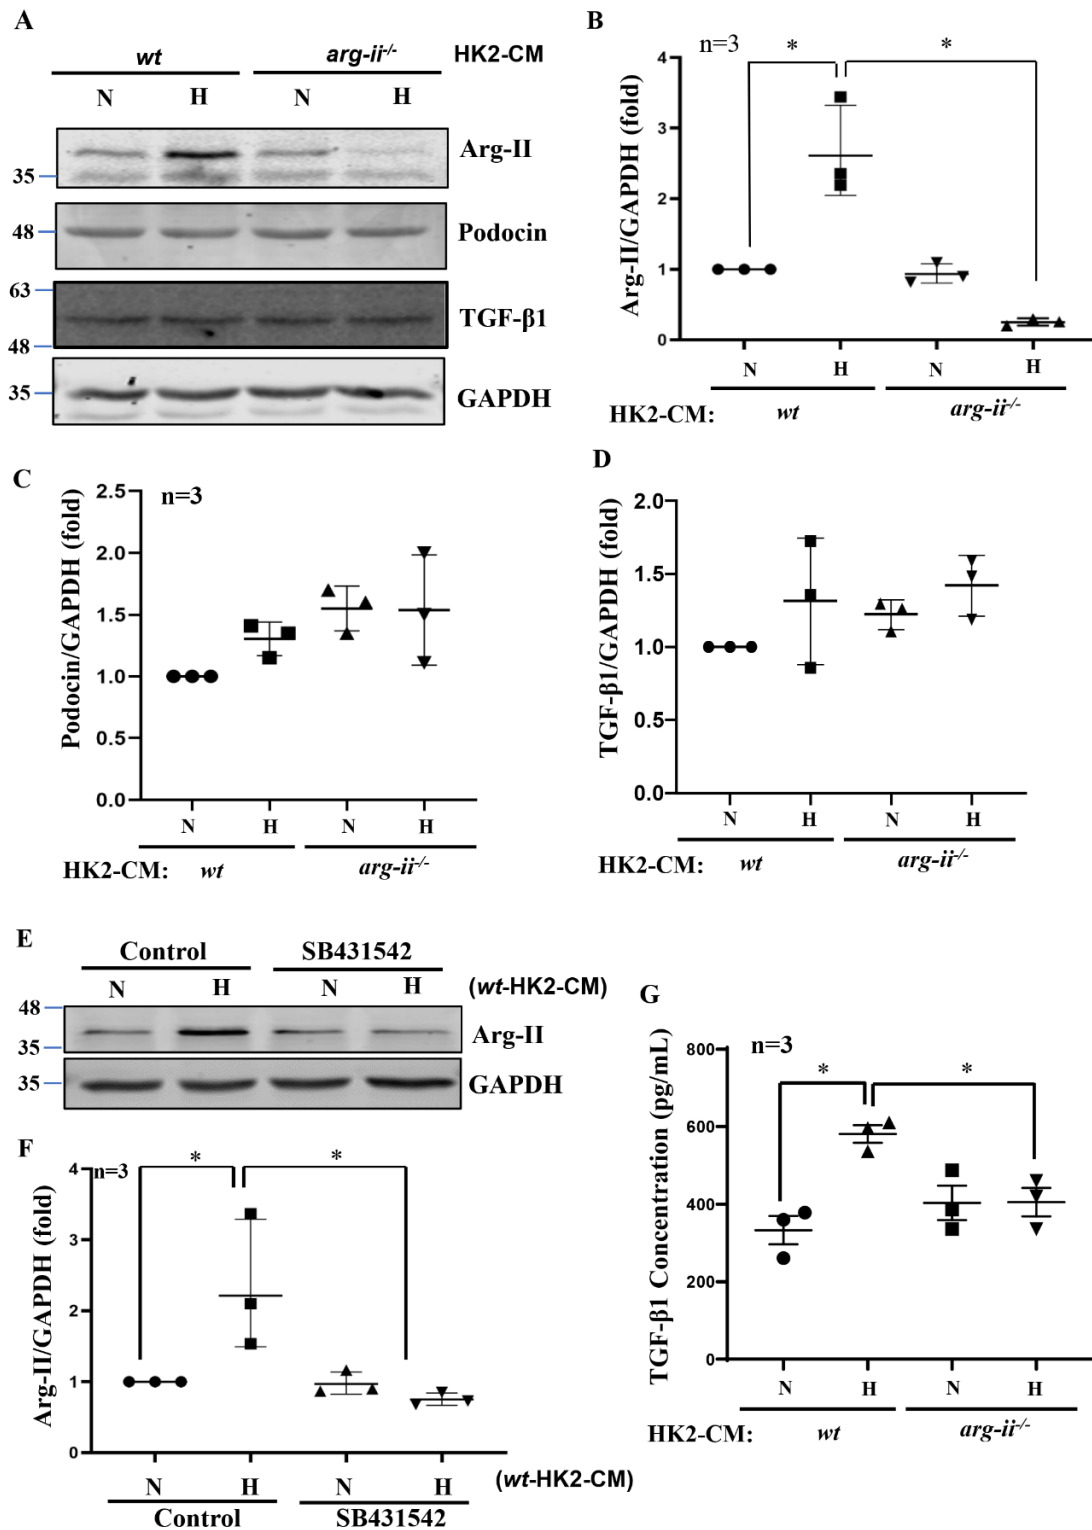 A
wt arg-ii-/- HK2-CM
N H N H
Arg-II
35
48 Podocin
63
TGF-β1
48
35 GAPDH
B
n=3 * *
Arg-II/GAPDH (fold)
4
3
2
1
0
N H N H
HK2-CM: wt arg-ii-/-
C
n=3
Podocin/GAPDH (fold)
2.5
2.0
1.5
1.0
0.5
0.0
N H N H
HK2-CM: wt arg-ii-/-
D
TGF-β1/GAPDH (fold)
2.0
1.5
1.0
0.5
0.0
N H N H
HK2-CM: wt arg-ii-/-
E
Control SB431542
N H N H (wt-HK2-CM)
48
Arg-II
35
35 GAPDH
F
n=3 * *
Arg-II/GAPDH (fold)
4
3
2
1
0
N H N H (wt-HK2-CM)
Control SB431542
G
n=3
* *
TGF-β1 Concentration (pg/mL)
800
600
400
200
0
N H N H
HK2-CM: wt arg-ii-/-